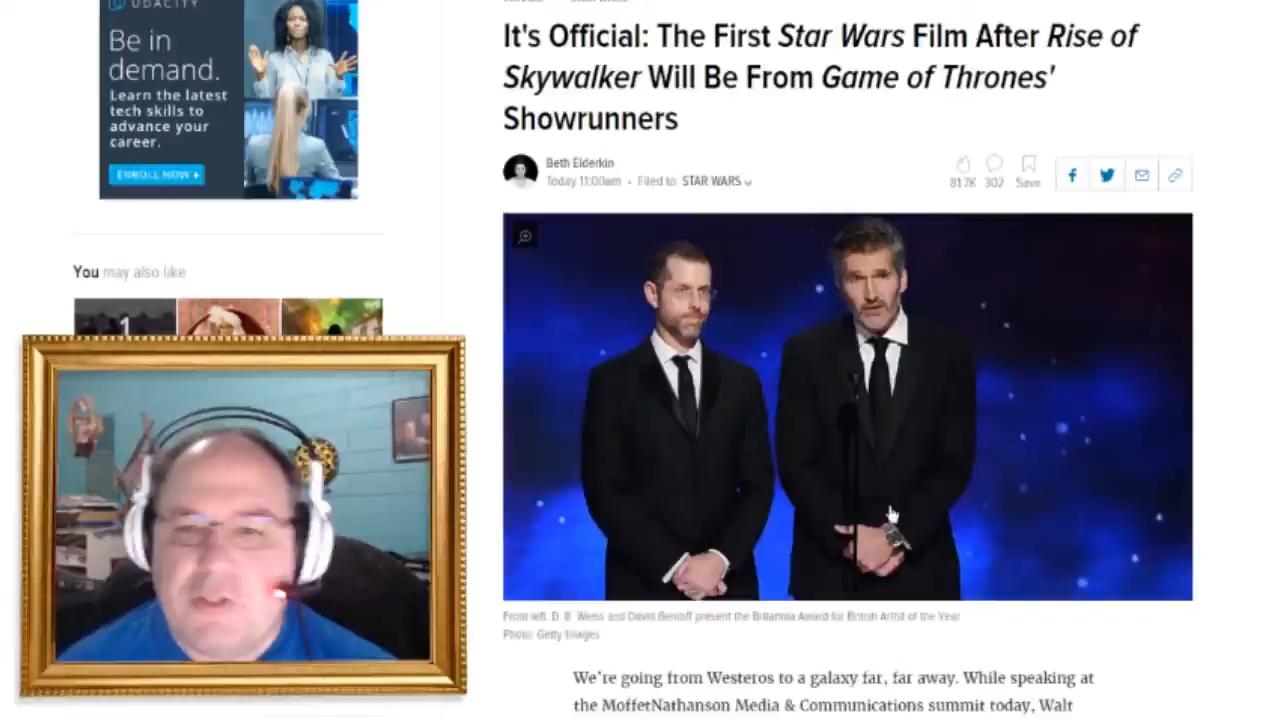 UDACITY
Be in
demand.
Learn the latest
tech skills to
advance your
career.
ENROLL NOW
You may also like
It's Official: The First Star Wars Film After Rise of
Skywalker Will Be From Game of Thrones'
Showrunners
Beth Elderkin
Today 11:00am • Filed to: STAR WARS
81.7K 302 Save
From left, D. B. Weiss and David Benioff present the Britannia Award for British Artist of the Year
Photo: Getty Images
We're going from Westeros to a galaxy far, far away. While speaking at
the MoffetNathanson Media & Communications summit today, Walt